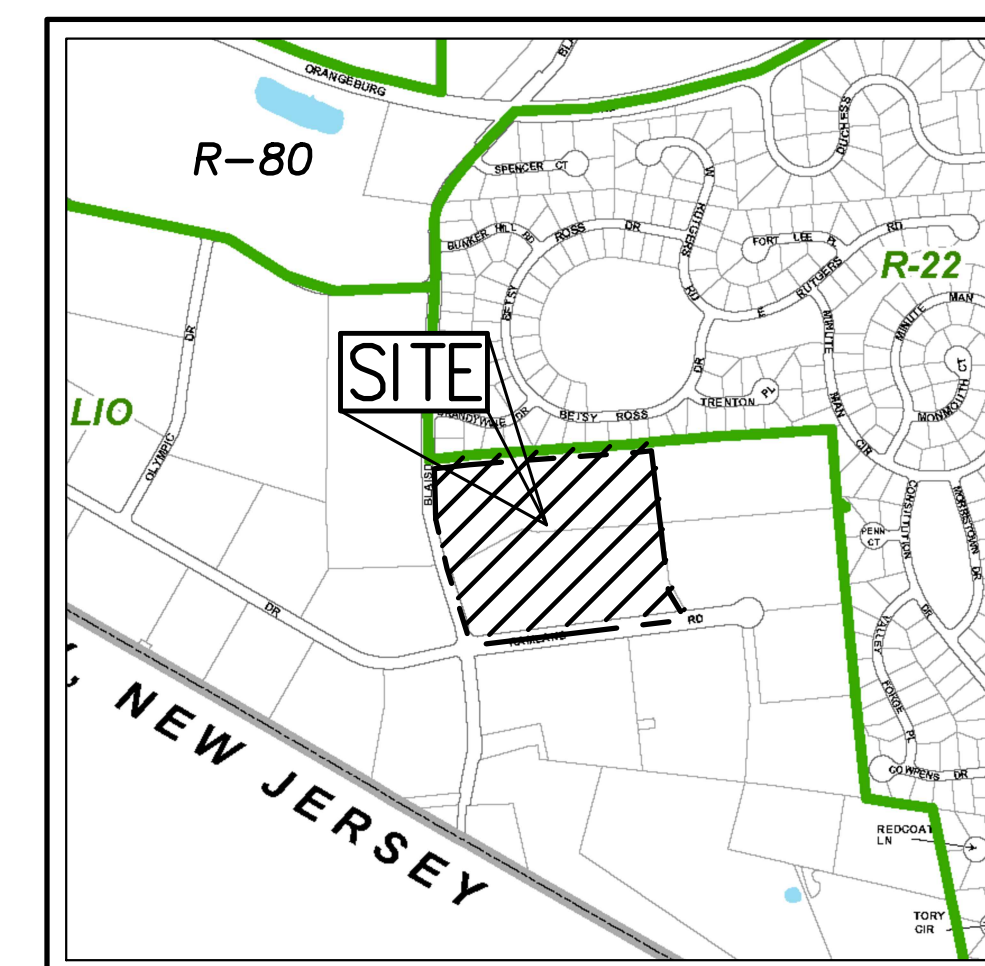 ORANGEBURG
BL
R-80
SPENCER CT
DUCHESS
W RUTGERS RD
BUNKER HILL RD
ROSS DR
BETSY
FORT LEE PL
RD
E RUTGERS
R-22
MINUTE MAN
MINUTE MAN CIR
MONMOUTH CT
DR
SITE
TRENTON PL
BRANDYWINE DR
BETSY ROSS
DR
LIO
OLYMPIC
BLAISD
CONSTITUTION
DR
MORRISTOWN DR
PENN CT
DR
RD
VALLEY FORGE PL
, NEW JERSEY
COWPENS DR
REDCOAT
LN
TORY
CIR